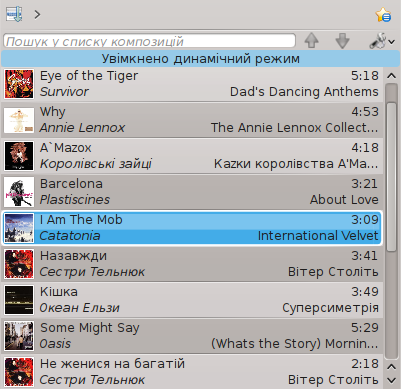 Пошук у списку композицій
Увімкнено динамічний режим
Eye of the Tiger 5:18
Survivor Dad's Dancing Anthems
Why 4:53
Annie Lennox The Annie Lennox Collect...
A`Mazox 4:18
Королівські зайці Каzки королівства А'Ма...
Barcelona 3:21
Plastiscines About Love
I Am The Mob 3:09
Catatonia International Velvet
Назавжди 3:41
Сестри Тельнюк Вітер Століть
Кішка 3:49
Океан Ельзи Суперсиметрія
Some Might Say 5:29
Oasis (Whats the Story) Mornin...
Не женися на багатій 2:18
Сестри Тельнюк Вітер Століть